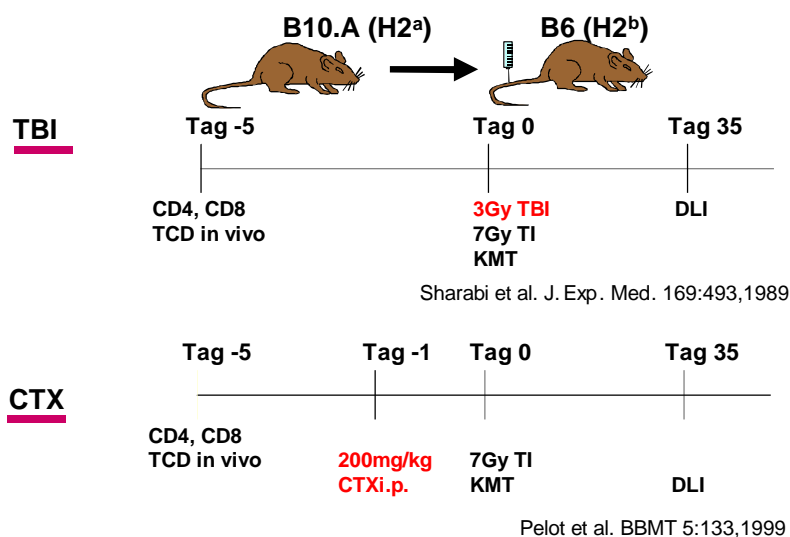 B10.A (H2ᵃ) B6 (H2ᵇ)
TBI
Tag -5 Tag 0 Tag 35
CD4, CD8 3Gy TBI DLI
TCD in vivo 7Gy TI
KMT
Sharabi et al. J. Exp. Med. 169:493,1989
Tag -5 Tag -1 Tag 0 Tag 35
CTX
CD4, CD8
TCD in vivo 200mg/kg 7Gy TI
CTXi.p. KMT DLI
Pelot et al. BBMT 5:133,1999